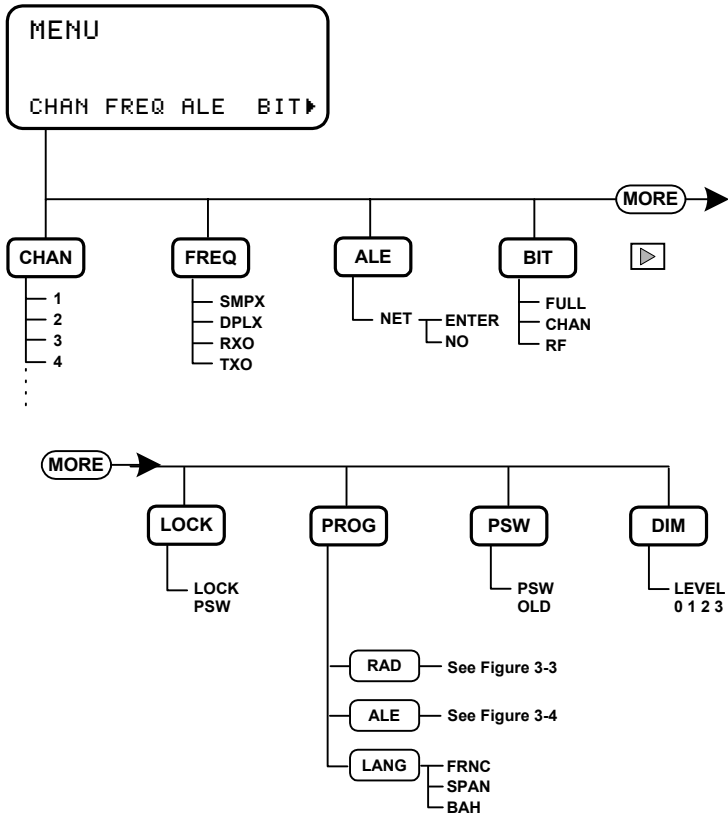 MENU
CHAN FREQ ALE BIT
MORE
CHAN FREQ ALE BIT
1
2
3
4
SMPX
DPLX
RXO
TXO
NET ENTER
NO
FULL
CHAN
RF
MORE
LOCK PROG PSW DIM
LOCK
PSW
PSW
OLD
LEVEL
0 1 2 3
RAD See Figure 3-3
ALE See Figure 3-4
LANG FRNC
SPAN
BAH